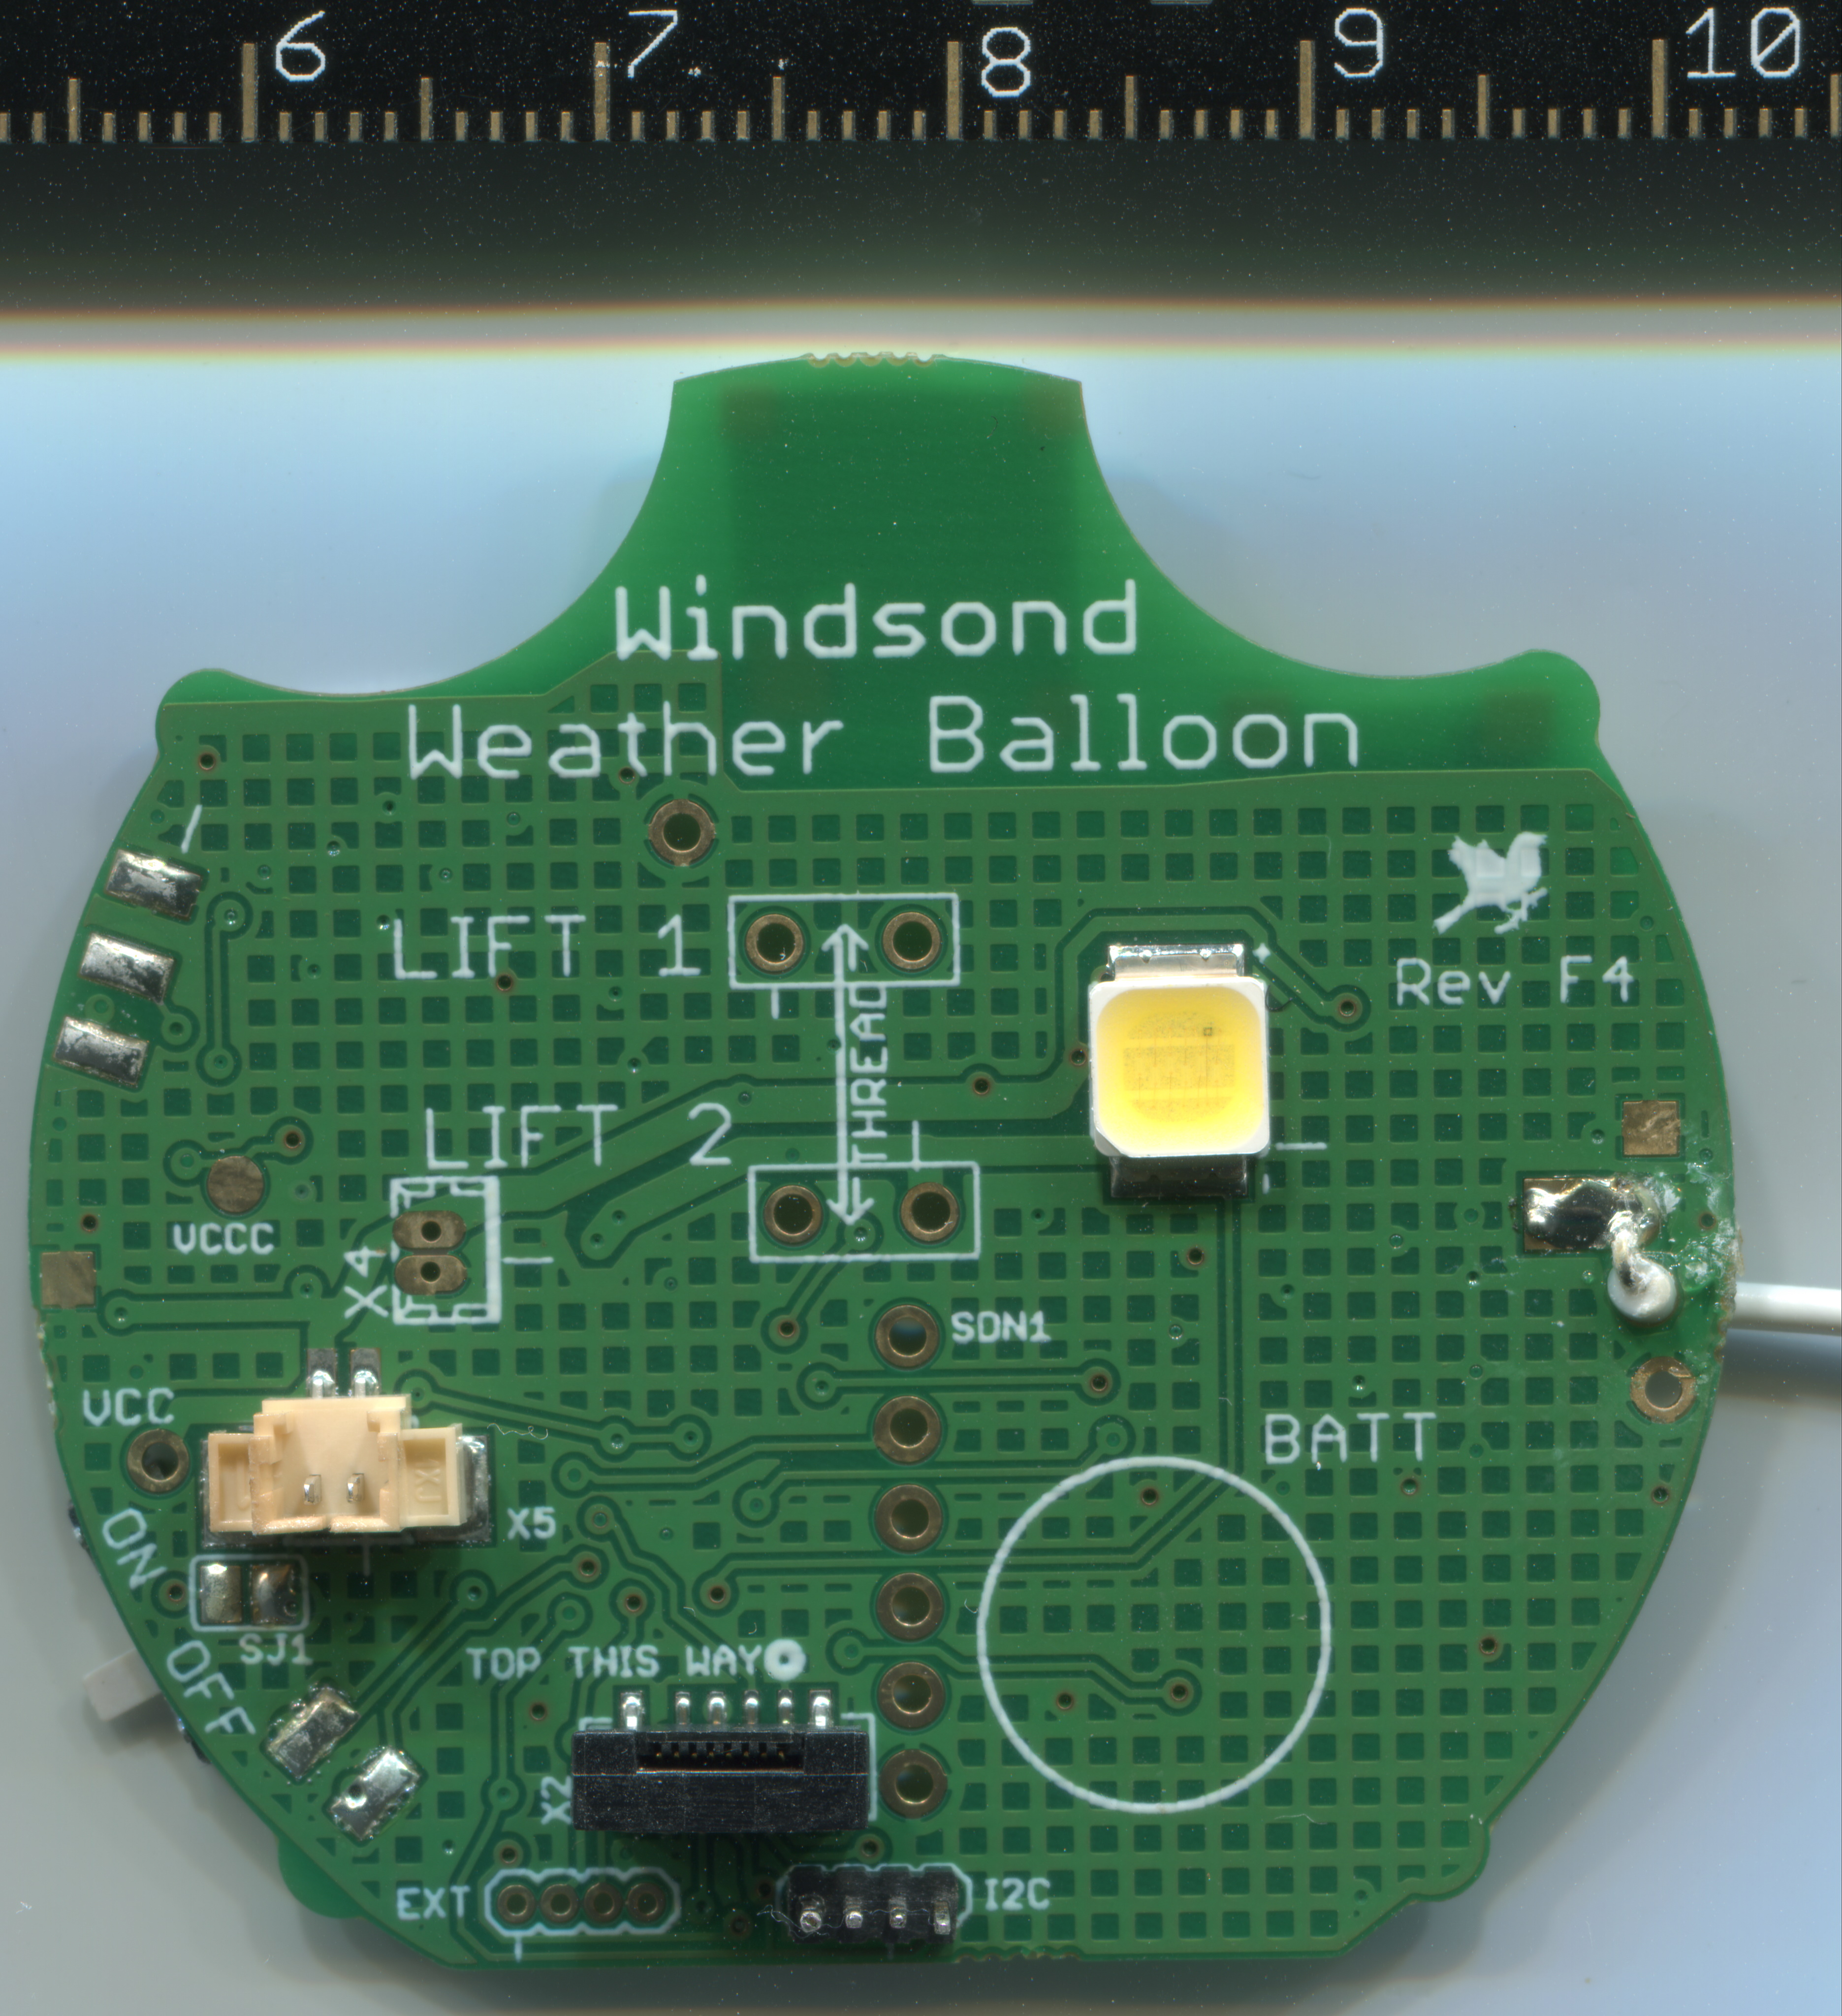 6 7 8 9 10
Windsond
Weather Balloon
LIFT 1
THREAD
Rev F4
LIFT 2
VCCC
X4
SDN1
VCC
BATT
X5
ON
SJ1
OFF
TOP THIS WAY
X2
EXT
I2C